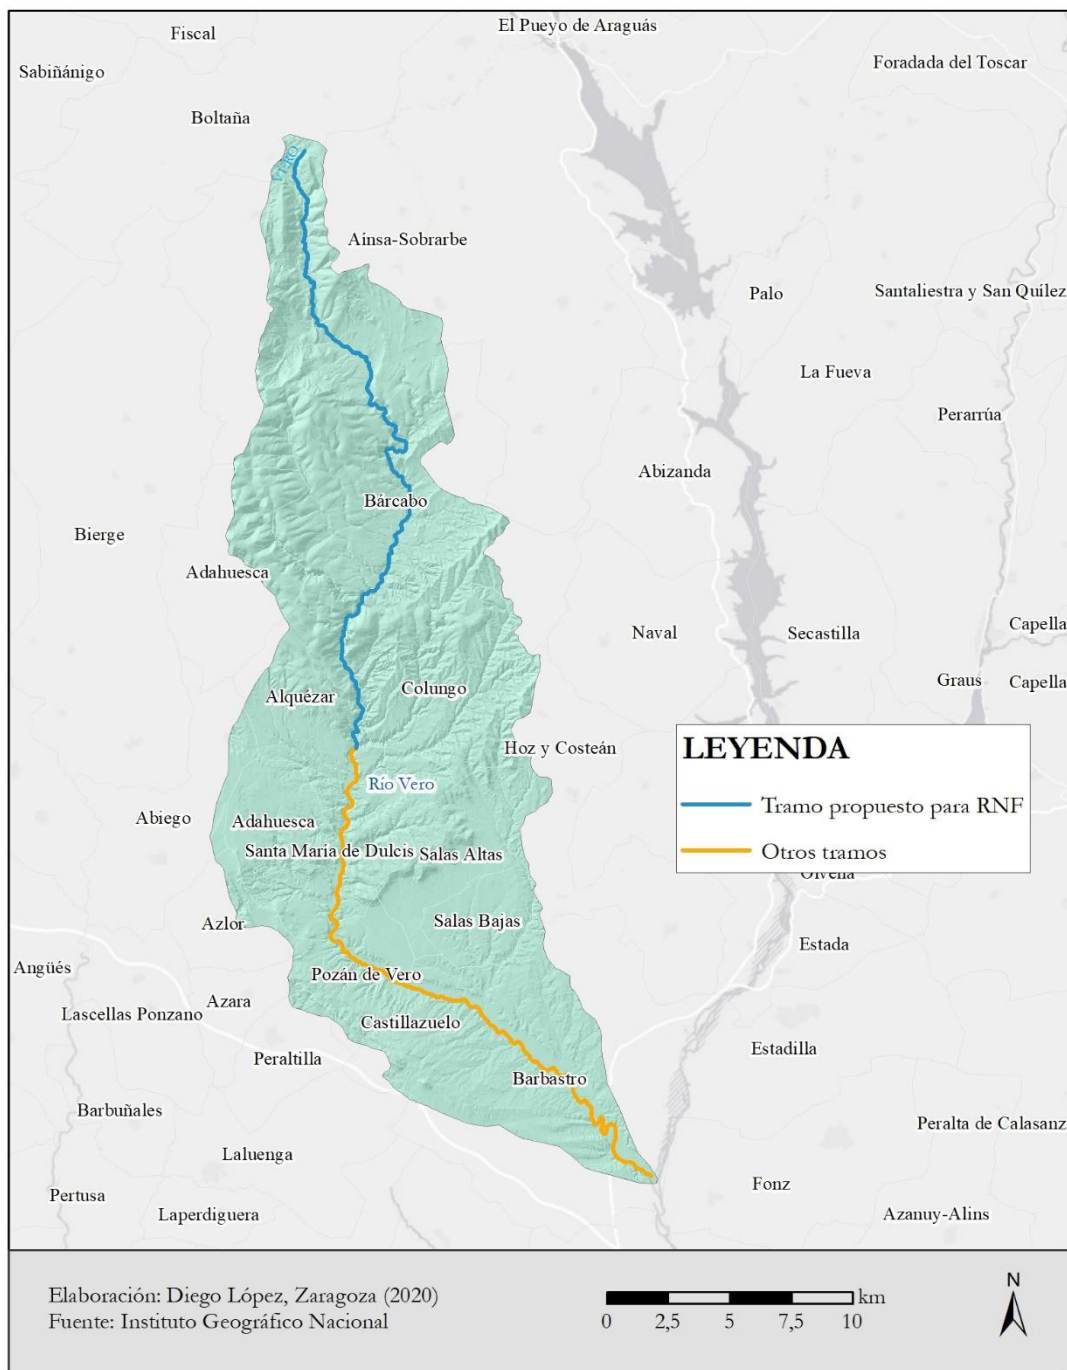 El Pueyo de Araguás
Fiscal
Foradada del Toscar
Sabiñánigo
Boltaña
VERO
Aínsa-Sobrarbe
Palo
Santaliestra y San Quílez
La Fueva
Perarrúa
Abizanda
Bárcabo
Bierge
Adahuesca
Naval
Secastilla
Capella
Graus
Capella
Colungo
Alquézar
Hoz y Costeán
LEYENDA
Tramo propuesto para RNF
Otros tramos
Río Vero
Abiego
Adahuesca
Santa María de Dulcis
Salas Altas
Olvena
Azlor
Salas Bajas
Estada
Angüés
Pozán de Vero
Azara
Lascellas Ponzano
Castillazuelo
Peraltilla
Estadilla
Barbastro
Barbuñales
Peralta de Calasanz
Laluenga
Pertusa
Fonz
Laperdiguera
Azanuy-Alins
Elaboración: Diego López, Zaragoza (2020)
Fuente: Instituto Geográfico Nacional
km
0 2,5 5 7,5 10
N